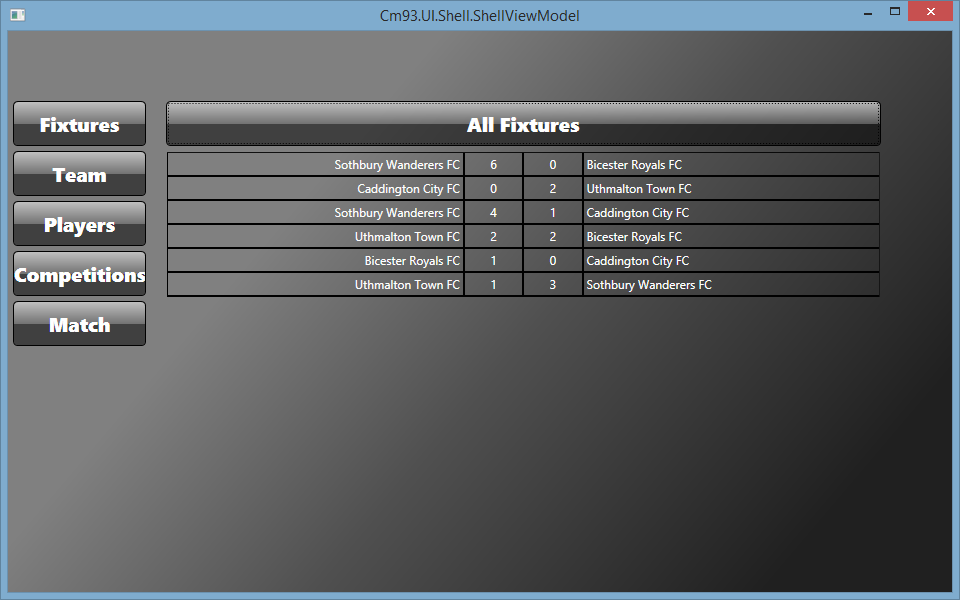 Cm93.UI.Shell.ShellViewModel
Fixtures
Team
Players
Competitions
Match
All Fixtures
Sothbury Wanderers FC 6 0 Bicester Royals FC
Caddington City FC 0 2 Uthmalton Town FC
Sothbury Wanderers FC 4 1 Caddington City FC
Uthmalton Town FC 2 2 Bicester Royals FC
Bicester Royals FC 1 0 Caddington City FC
Uthmalton Town FC 1 3 Sothbury Wanderers FC